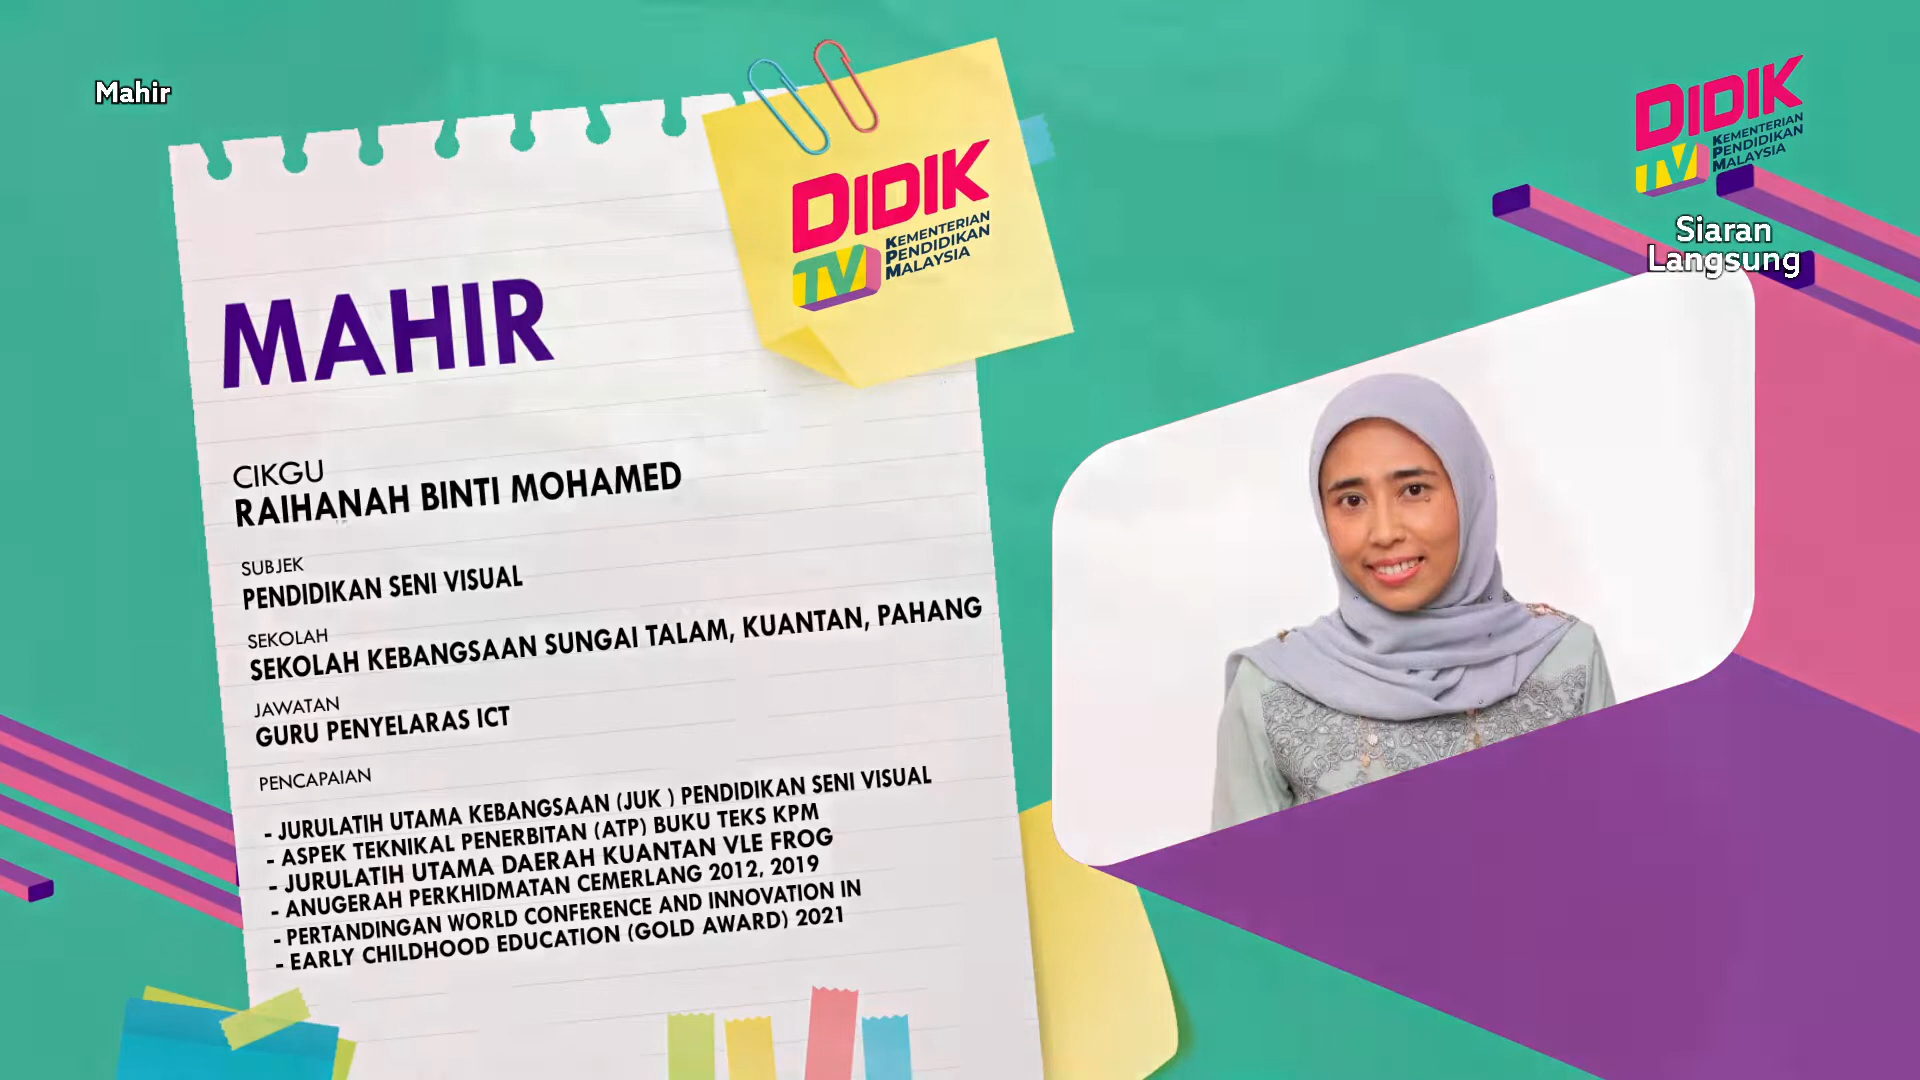 Mahir
DIDIK
TV
KEMENTERIAN
PENDIDIKAN
MALAYSIA
Siaran
Langsung
DIDIK
TV
KEMENTERIAN
PENDIDIKAN
MALAYSIA
MAHIR
CIKGU
RAIHANAH BINTI MOHAMED
SUBJEK
PENDIDIKAN SENI VISUAL
SEKOLAH
SEKOLAH KEBANGSAAN SUNGAI TALAM, KUANTAN, PAHANG
JAWATAN
GURU PENYELARAS ICT
PENCAPAIAN
- JURULATIH UTAMA KEBANGSAAN (JUK ) PENDIDIKAN SENI VISUAL
- ASPEK TEKNIKAL PENERBITAN (ATP) BUKU TEKS KPM
- JURULATIH UTAMA DAERAH KUANTAN VLE FROG
- ANUGERAH PERKHIDMATAN CEMERLANG 2012, 2019
- PERTANDINGAN WORLD CONFERENCE AND INNOVATION IN
- EARLY CHILDHOOD EDUCATION (GOLD AWARD) 2021